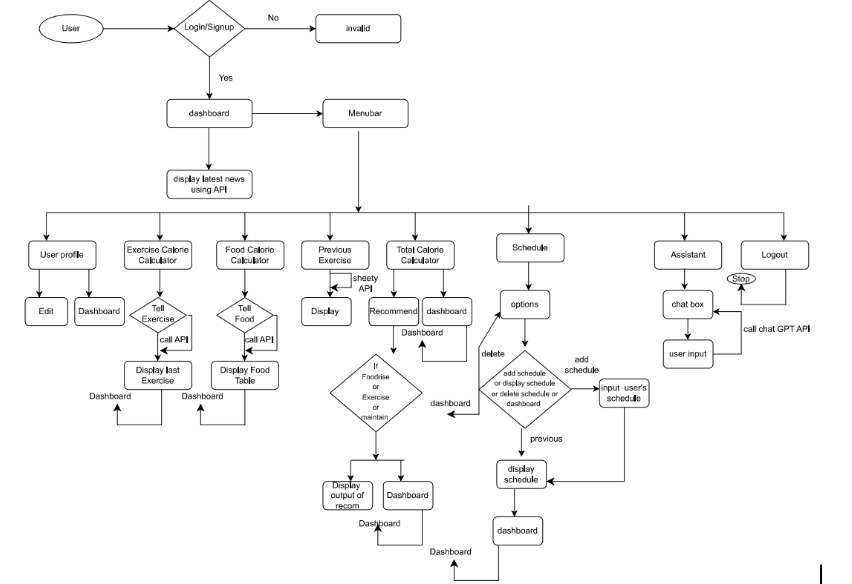 User
Login/Signup
No
invalid
Yes
dashboard
Menubar
display latest news
using API
User profile
Exercise Calorie
Calculator
Food Calorie
Calculator
Previous
Exercise
Total Calorie
Calculator
Schedule
Assistant
Logout
sheety
API
Stop
Edit
Dashboard
Tell
Exercise
call API
Tell
Food
call API
Display
Recommend
dashboard
Dashboard
options
chat box
call chat GPT API
user input
delete
Display last
Exercise
Display Food
Table
Dashboard
Dashboard
If
Foodrise
or
Exercise
or
maintain
dashboard
add schedule
or display schedule
or delete schedule or
dashboard
add
schedule
input user's
schedule
previous
display
schedule
Display
output of
recom
Dashboard
Dashboard
dashboard
Dashboard